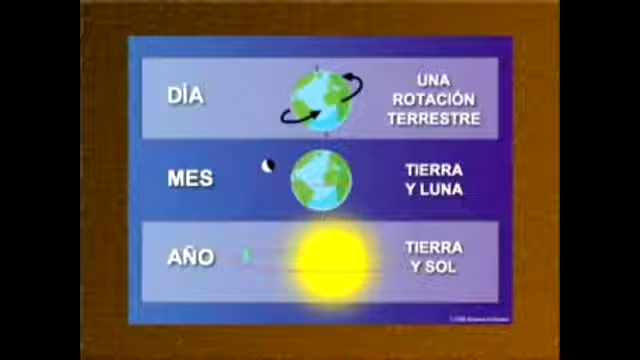 DÍA
UNA
ROTACIÓN
TERRESTRE
MES
TIERRA
Y LUNA
AÑO
TIERRA
Y SOL